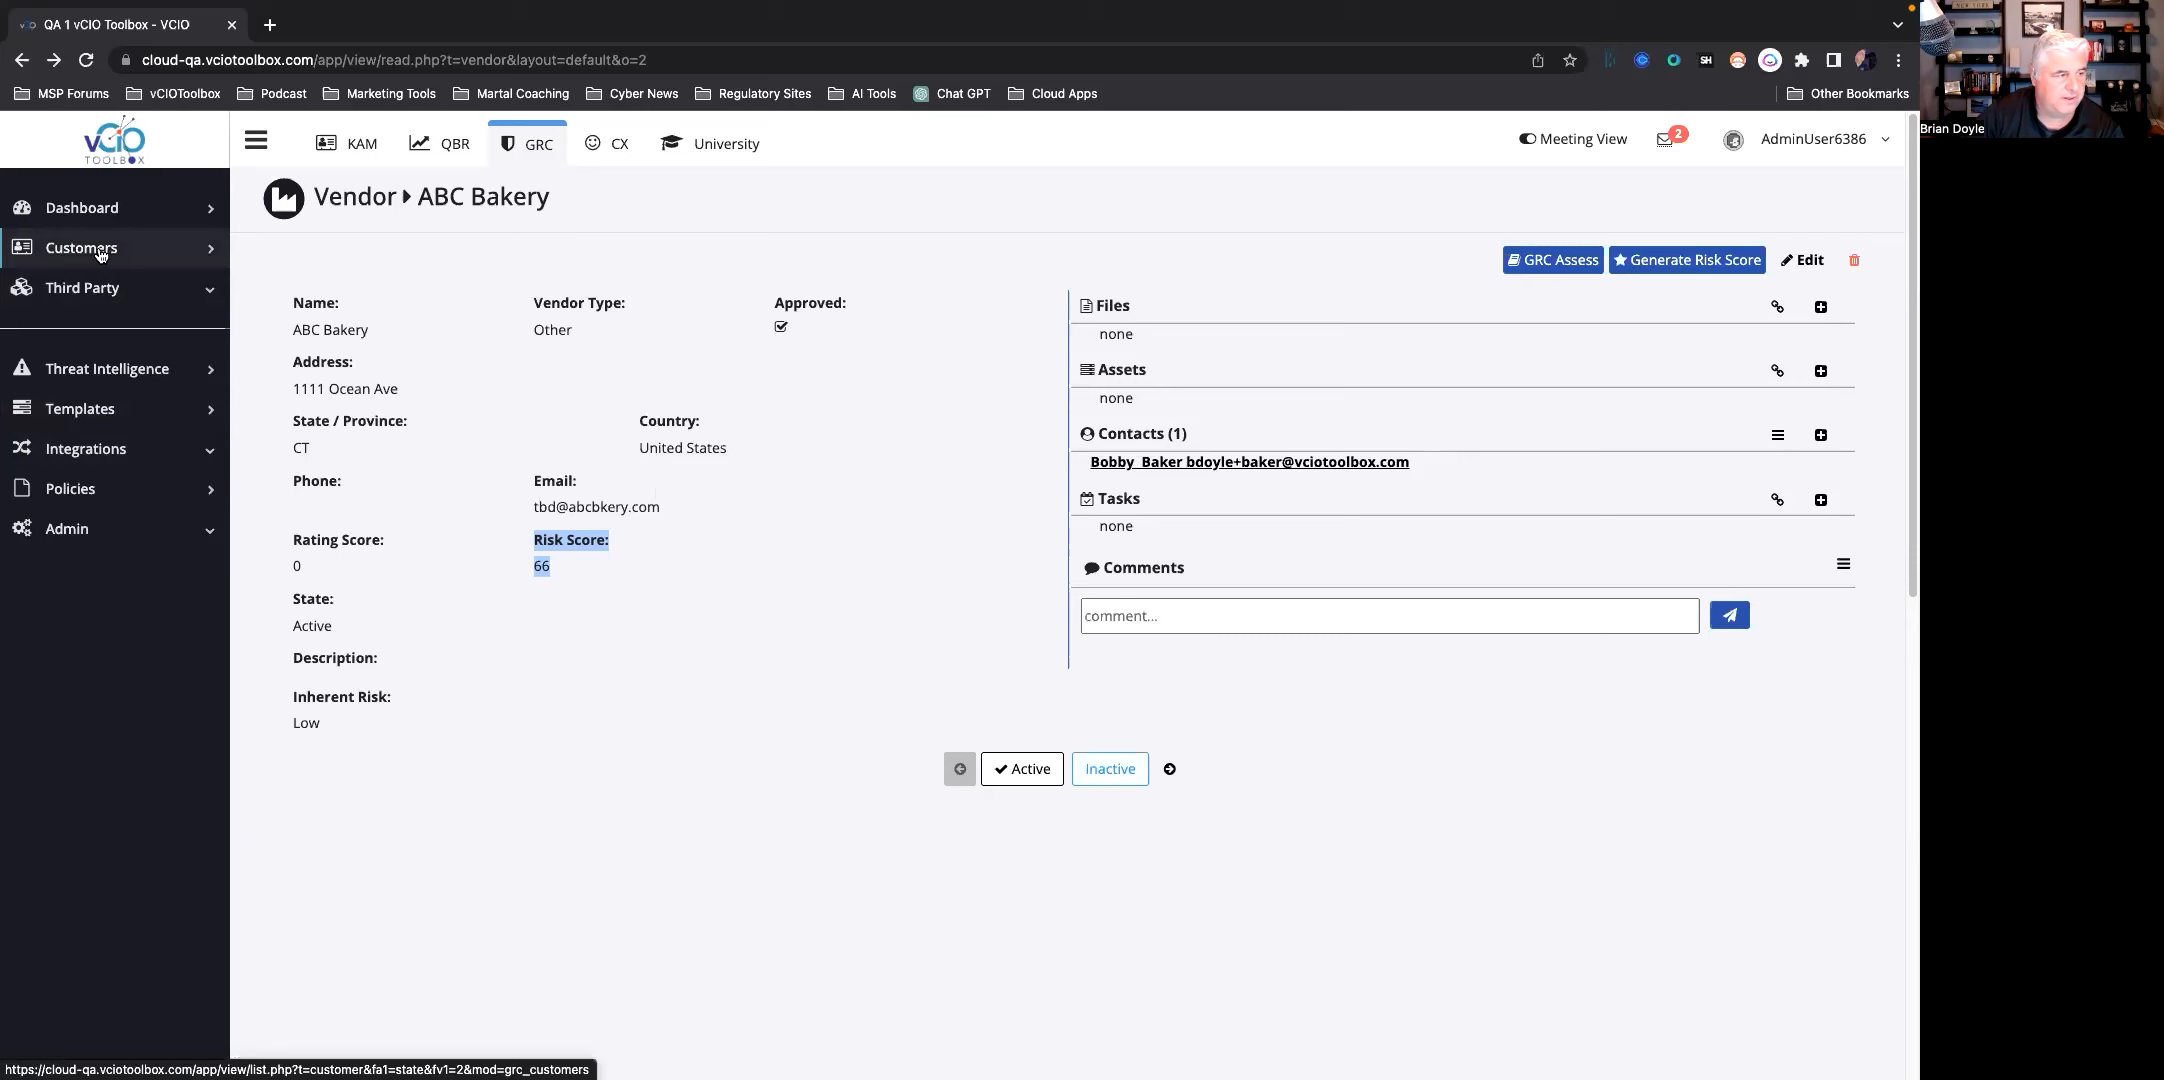 QA 1 vCIO Toolbox - VCIO
cloud-qa.vciotoolbox.com/app/view/read.php?t=vendor&layout=default&o=2
MSP Forums
vCIOToolbox
Podcast
Marketing Tools
Martal Coaching
Cyber News
Regulatory Sites
AI Tools
Chat GPT
Cloud Apps
Other Bookmarks
NEW YORK
Brian Doyle
vCIO
TOOLBOX
KAM
QBR
GRC
CX
University
Meeting View
2
AdminUser6386
Dashboard
Customers
Third Party
Threat Intelligence
Templates
Integrations
Policies
Admin
Vendor ABC Bakery
GRC Assess
Generate Risk Score
Edit
Name:
ABC Bakery
Vendor Type:
Other
Approved:
Address:
1111 Ocean Ave
State / Province:
CT
Country:
United States
Phone:
Email:
tbd@abcbkery.com
Rating Score:
0
Risk Score:
66
State:
Active
Description:
Inherent Risk:
Low
Files
none
Assets
none
Contacts (1)
Bobby Baker bdoyle+baker@vciotoolbox.com
Tasks
none
Comments
comment...
Active
Inactive
https://cloud-qa.vciotoolbox.com/app/view/list.php?t=customer&fa1=state&fv1=2&mod=grc_customers